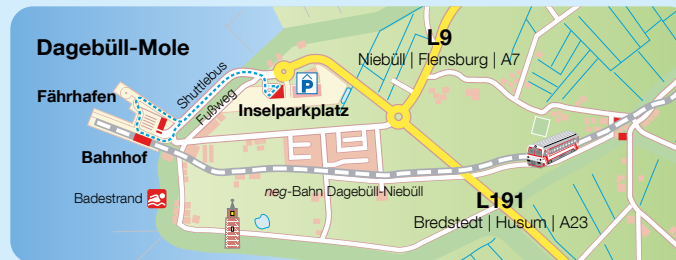 Dagebüll-Mole
L9
Niebüll | Flensburg | A7
Shuttlebus
Fußweg
P
Fährhafen
Inselparkplatz
Bahnhof
neg-Bahn Dagebüll-Niebüll
Badestrand
L191
Bredstedt | Husum | A23